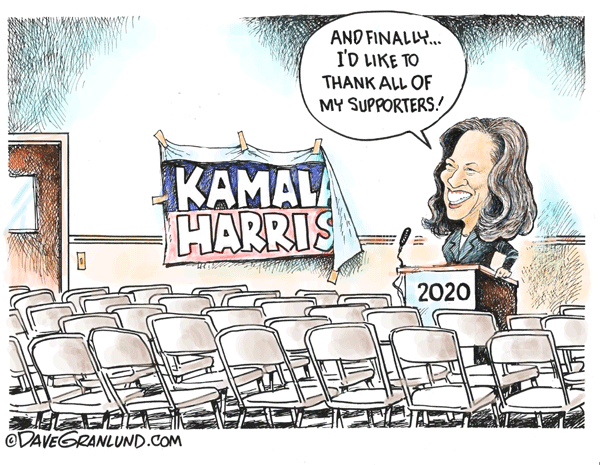 AND FINALLY...
I'D LIKE TO
THANK ALL OF
MY SUPPORTERS!
KAMALA
HARRIS
2020
©DAVEGRANLUND.COM